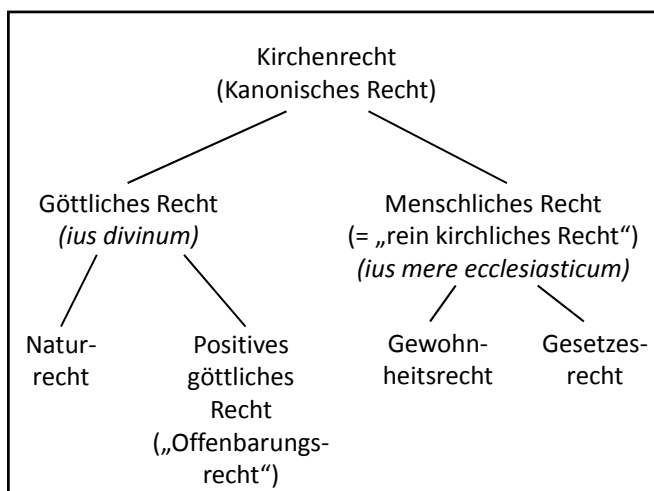 Kirchenrecht
(Kanonisches Recht)
Göttliches Recht
(ius divinum)
Menschliches Recht
(= „rein kirchliches Recht“)
(ius mere ecclesiasticum)
Natur-
recht
Positives
göttliches
Recht
(„Offenbarungs-
recht“)
Gewohn-
heitsrecht
Gesetzes-
recht